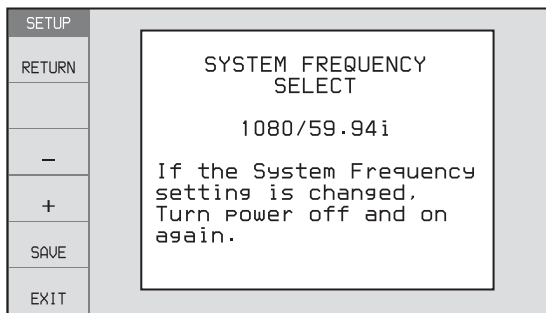 SETUP
RETURN
–
+
SAVE
EXIT
SYSTEM FREQUENCY
SELECT
1080/59.94i
If the System Frequency
setting is changed,
Turn power off and on
again.